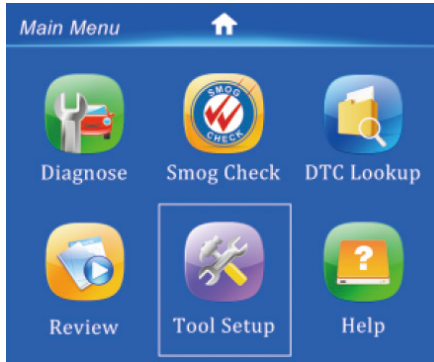 Main Menu
SMOG
CHECK
Diagnose
Smog Check
DTC Lookup
?
Review
Tool Setup
Help